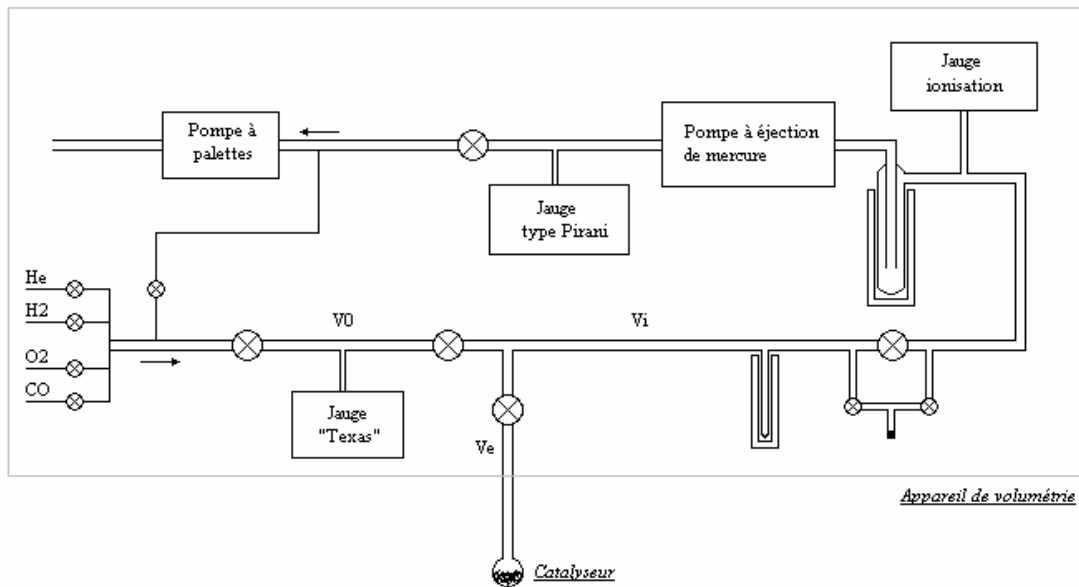 Jauge
ionisation
Pompe à
palettes
Pompe à éjection
de mercure
Jauge
type Pirani
He
H2
O2
CO
V0
Vi
Jauge
"Texas"
Ve
Appareil de volumétrie
Catalyseur